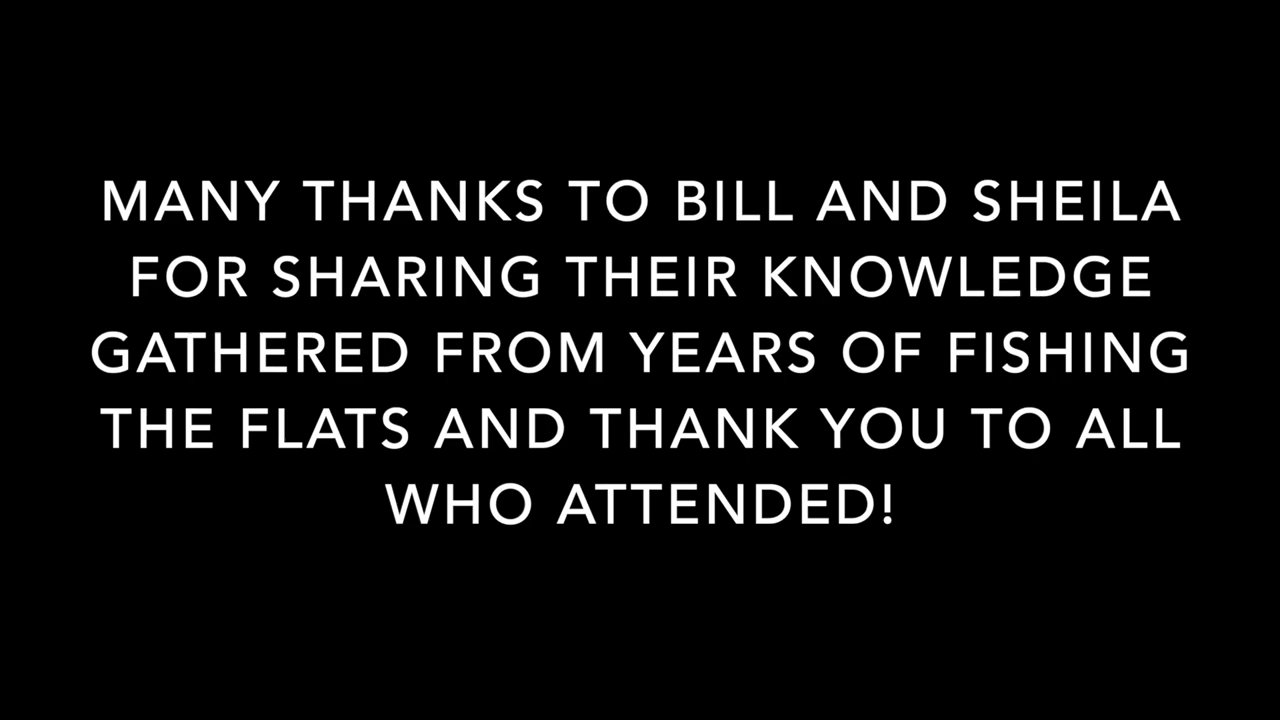 MANY THANKS TO BILL AND SHEILA
FOR SHARING THEIR KNOWLEDGE
GATHERED FROM YEARS OF FISHING
THE FLATS AND THANK YOU TO ALL
WHO ATTENDED!